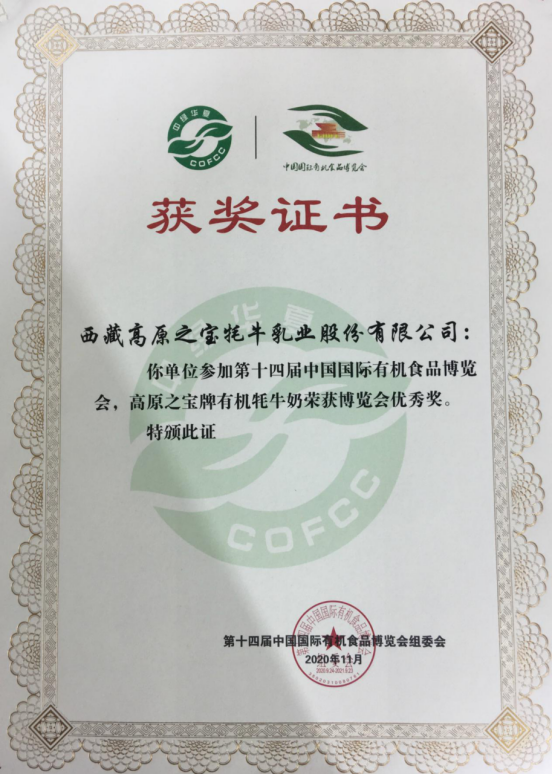 中绿华夏
COFCC
中国国际有机食品博览会
获奖证书
西藏高原之宝牦牛乳业股份有限公司：
你单位参加第十四届中国国际有机食品博览
会，高原之宝牌有机牦牛奶荣获博览会优秀奖。
特颁此证
COFCC
第十四届中国国际有机食品博览会组委会
2020年11月